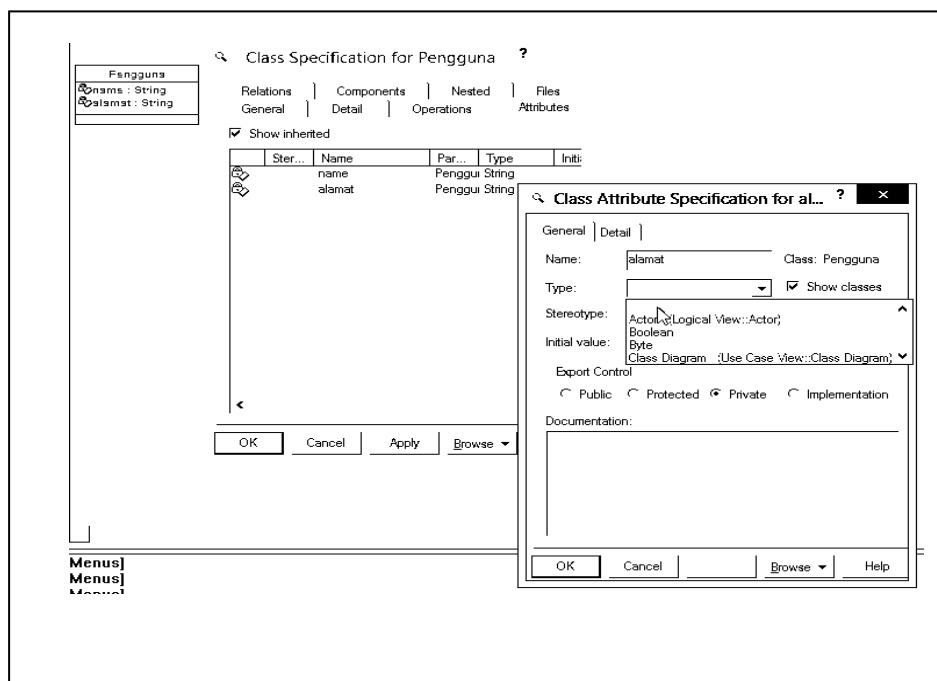 Class Specification for Pengguna ?
Pengguna
name : String
alamat : String
Relations Components Nested Files
General Detail Operations Attributes
Show inherited
Ster... Name Par... Type Initi
name Penggu String
alamat Penggu String
OK Cancel Apply Browse
Class Attribute Specification for al... ?
General Detail
Name: alamat Class: Pengguna
Type: Show classes
Stereotype:
Initial value:
Actor (Logical View::Actor)
Boolean
Byte
Class Diagram (Use Case View::Class Diagram)
Export Control
Public Protected Private Implementation
Documentation:
OK Cancel Browse Help
Menus]
Menus]
Menus]